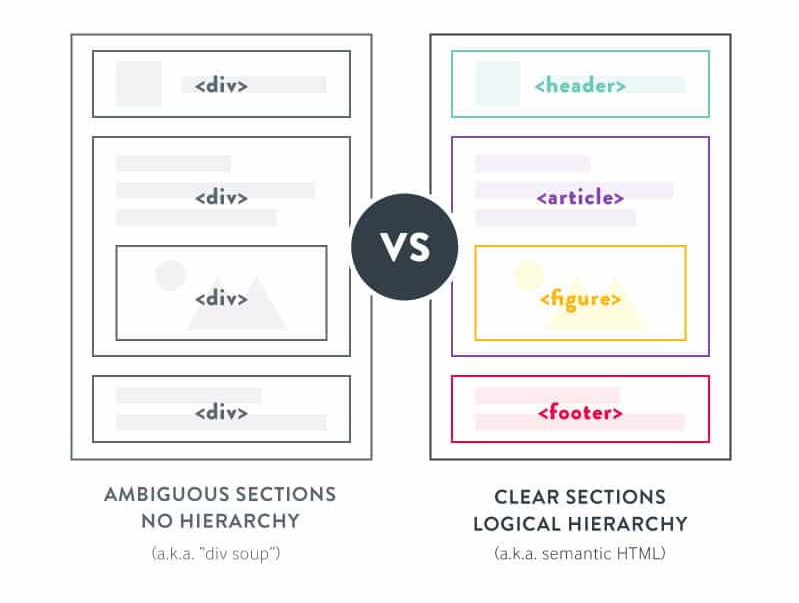 <div>
<div>
<div>
<div>
AMBIGUOUS SECTIONS
NO HIERARCHY
(a.k.a. "div soup")
VS
<header>
<article>
<figure>
<footer>
CLEAR SECTIONS
LOGICAL HIERARCHY
(a.k.a. semantic HTML)